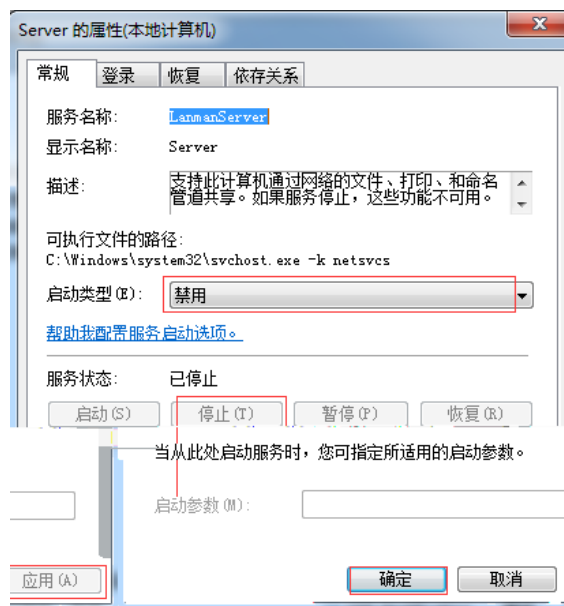 Server 的属性(本地计算机)
常规 登录 恢复 依存关系
服务名称: LanmanServer
显示名称: Server
描述: 支持此计算机通过网络的文件、打印、和命名
管道共享。如果服务停止，这些功能不可用。
可执行文件的路径:
C:\Windows\system32\svchost.exe -k netsvcs
启动类型(E): 禁用
帮助我配置服务启动选项。
服务状态: 已停止
启动(S) 停止(T) 暂停(P) 恢复(R)
当从此处启动服务时，您可指定所适用的启动参数。
启动参数(M):
应用(A) 确定 取消